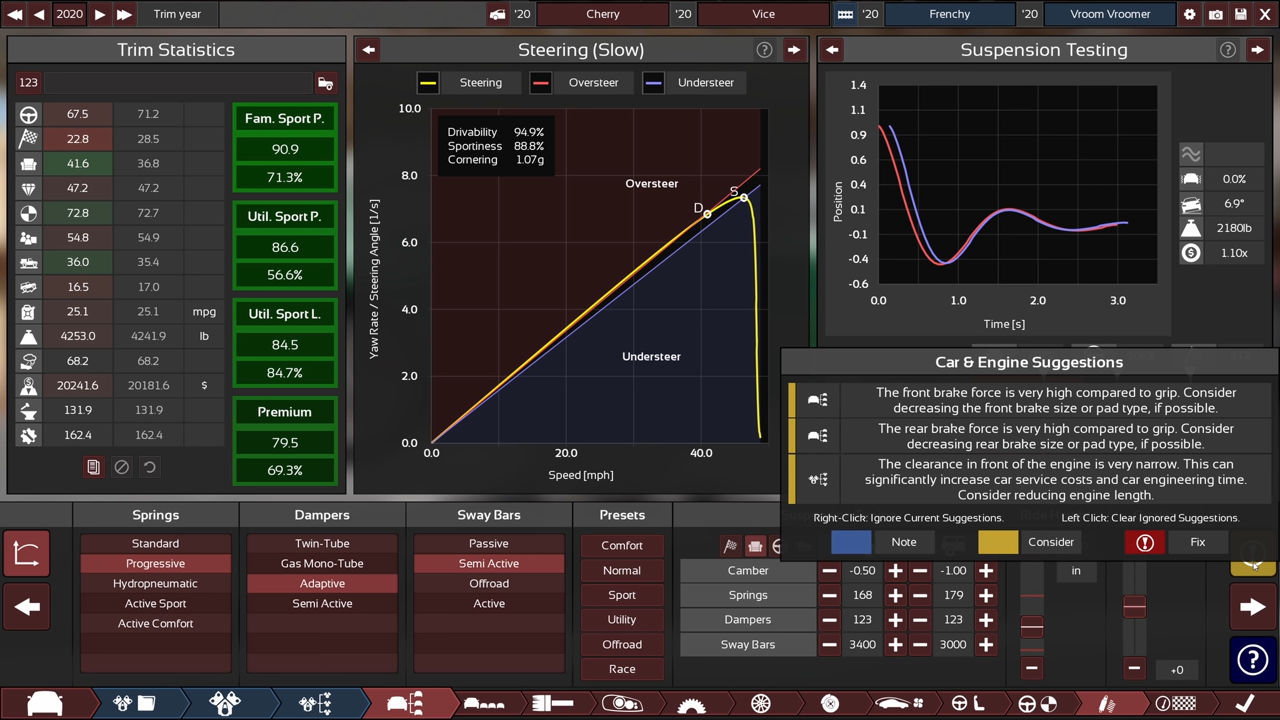 2020
Trim year
'20
Cherry
'20
Vice
'20
Frenchy
'20
Vroom Vroomer
Trim Statistics
123
67.5 71.2
22.8 28.5
41.6 36.8
47.2 47.2
72.8 72.7
54.8 54.9
36.0 35.4
16.5 17.0
25.1 25.1 mpg
4253.0 4241.9 lb
68.2 68.2
20241.6 20181.6 $
131.9 131.9
162.4 162.4
Fam. Sport P.
90.9
71.3%
Util. Sport P.
86.6
56.6%
Util. Sport L.
84.5
84.7%
Premium
79.5
69.3%
Steering (Slow)
?
Steering
Oversteer
Understeer
Drivability 94.9%
Sportiness 88.8%
Cornering 1.07g
Oversteer
Understeer
D
S
10.0
8.0
6.0
4.0
2.0
0.0
0.0 20.0 40.0
Yaw Rate / Steering Angle [1/s]
Speed [mph]
Suspension Testing
?
1.4
1.1
0.9
0.6
0.4
0.1
-0.1
-0.4
-0.6
0.0 1.0 2.0 3.0
Position
Time [s]
0.0%
6.9°
2180lb
1.10x
Car & Engine Suggestions
The front brake force is very high compared to grip. Consider
decreasing the front brake size or pad type, if possible.
The rear brake force is very high compared to grip. Consider
decreasing rear brake size or pad type, if possible.
The clearance in front of the engine is very narrow. This can
significantly increase car service costs and car engineering time.
Consider reducing engine length.
Right-Click: Ignore Current Suggestions.
Left Click: Clear Ignored Suggestions.
Note
Consider
Fix
Springs
Standard
Progressive
Hydropneumatic
Active Sport
Active Comfort
Dampers
Twin-Tube
Gas Mono-Tube
Adaptive
Semi Active
Sway Bars
Passive
Semi Active
Offroad
Active
Presets
Comfort
Normal
Sport
Utility
Offroad
Race
Camber -0.50 -1.00
Springs 168 179
Dampers 123 123
Sway Bars 3400 3000
in
+0
?